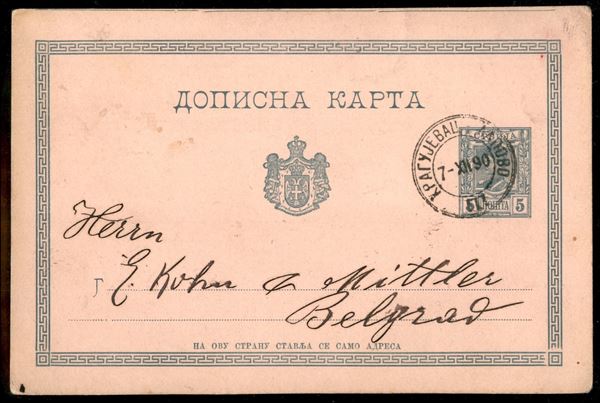 ДОПИСНА КАРТА
КРАГУЈЕВАЦ
7-XII 90
5 5
Herrn
Г E. Kohn & Mittler
Belgrad
НА ОВУ СТРАНУ СТАВЉА СЕ САМО АДРЕСА